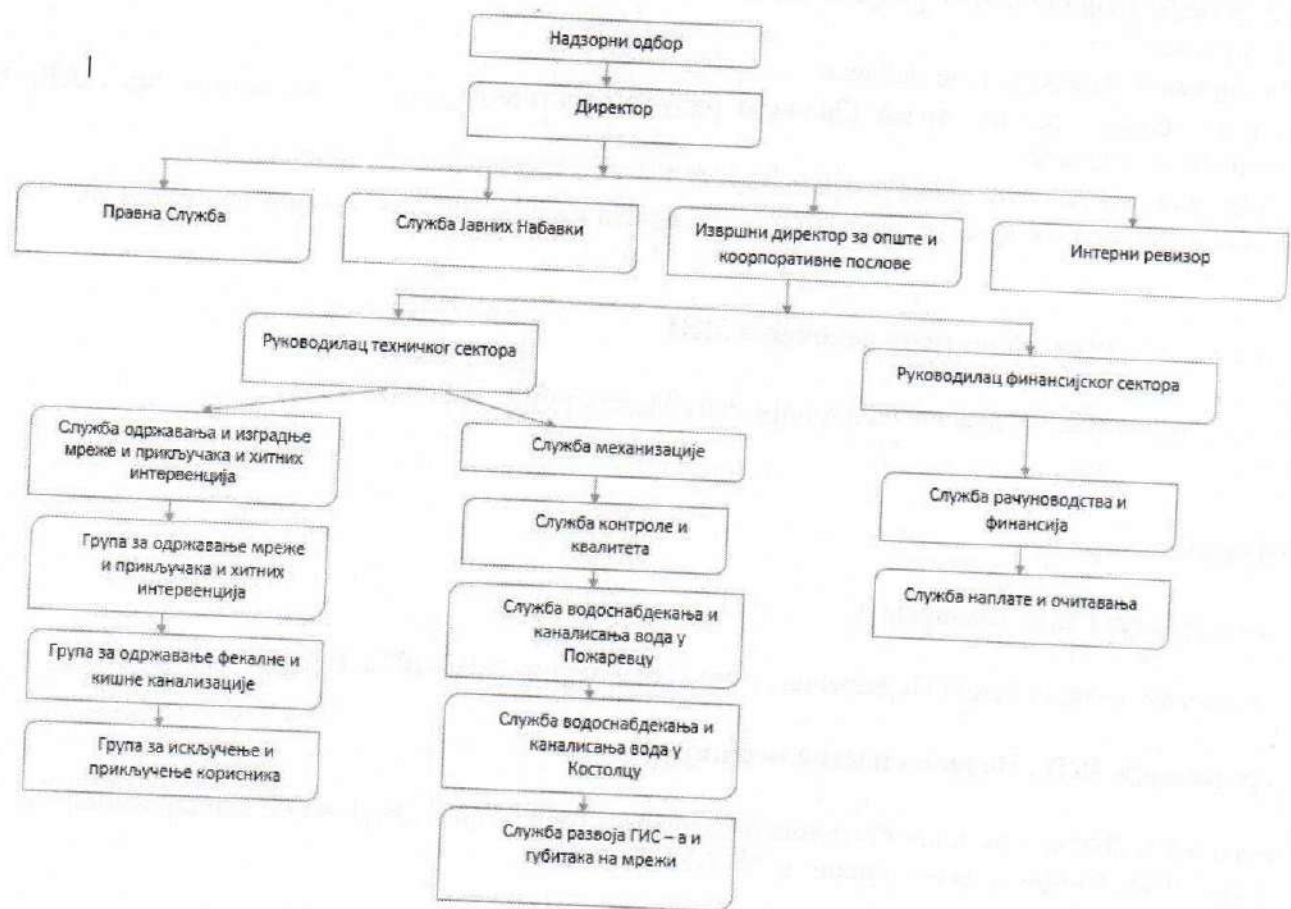 Надзорни одбор
Директор
Правна Служба
Служба Јавних Набавки
Извршни директор за опште и
коорпоративне послове
Интерни ревизор
Руководилац техничког сектора
Руководилац финансијског сектора
Служба одржавања и изградње
мреже и прикључака и хитних
интервенција
Група за одржавање мреже
и прикључака и хитних
интервенција
Група за одржавање фекалне и
кишне канализације
Група за искључење и
прикључење корисника
Служба механизације
Служба контроле и
квалитета
Служба водоснабдекања и
каналисања вода у
Пожаревцу
Служба водоснабдекања и
каналисања вода у
Костолцу
Служба развоја ГИС – а и
губитака на мрежи
Служба рачуноводства и
финансија
Служба наплате и очитавања